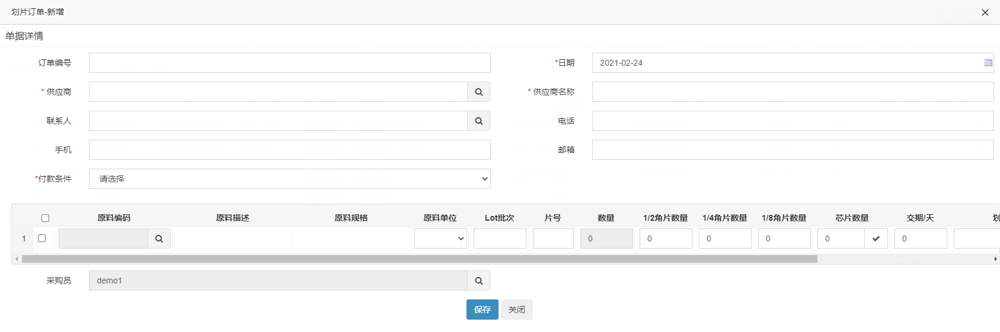 划片订单-新增
单据详情
订单编号
*日期 2021-02-24
* 供应商
* 供应商名称
联系人
电话
手机
邮箱
*付款条件 请选择
原料编码 原料描述 原料规格 原料单位 Lot批次 片号 数量 1/2角片数量 1/4角片数量 1/8角片数量 芯片数量 交期/天 划
1 0 0 0 0 0 0
采购员 demo1
保存 关闭